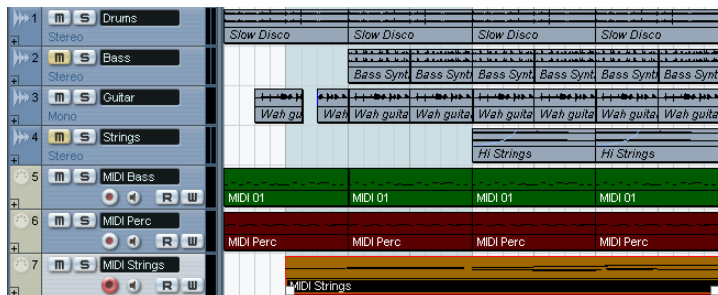 1 m S Drums Slow Disco Slow Disco Slow Disco Slow Disco
Stereo
2 m S Bass
Stereo Bass Synt Bass Synt Bass Synt Bass Synt Bass Synt Bass Synt
3 m S Guitar
Mono Wah gu Wah Wah guita Wah guita Wah guita Wah guita Wah guita Wah guita
4 m S Strings
Stereo Hi Strings Hi Strings
5 m S MIDI Bass
R W MIDI 01 MIDI 01 MIDI 01 MIDI 01
6 m S MIDI Perc
R W MIDI Perc MIDI Perc MIDI Perc MIDI Perc
7 m S MIDI Strings
R W MIDI Strings